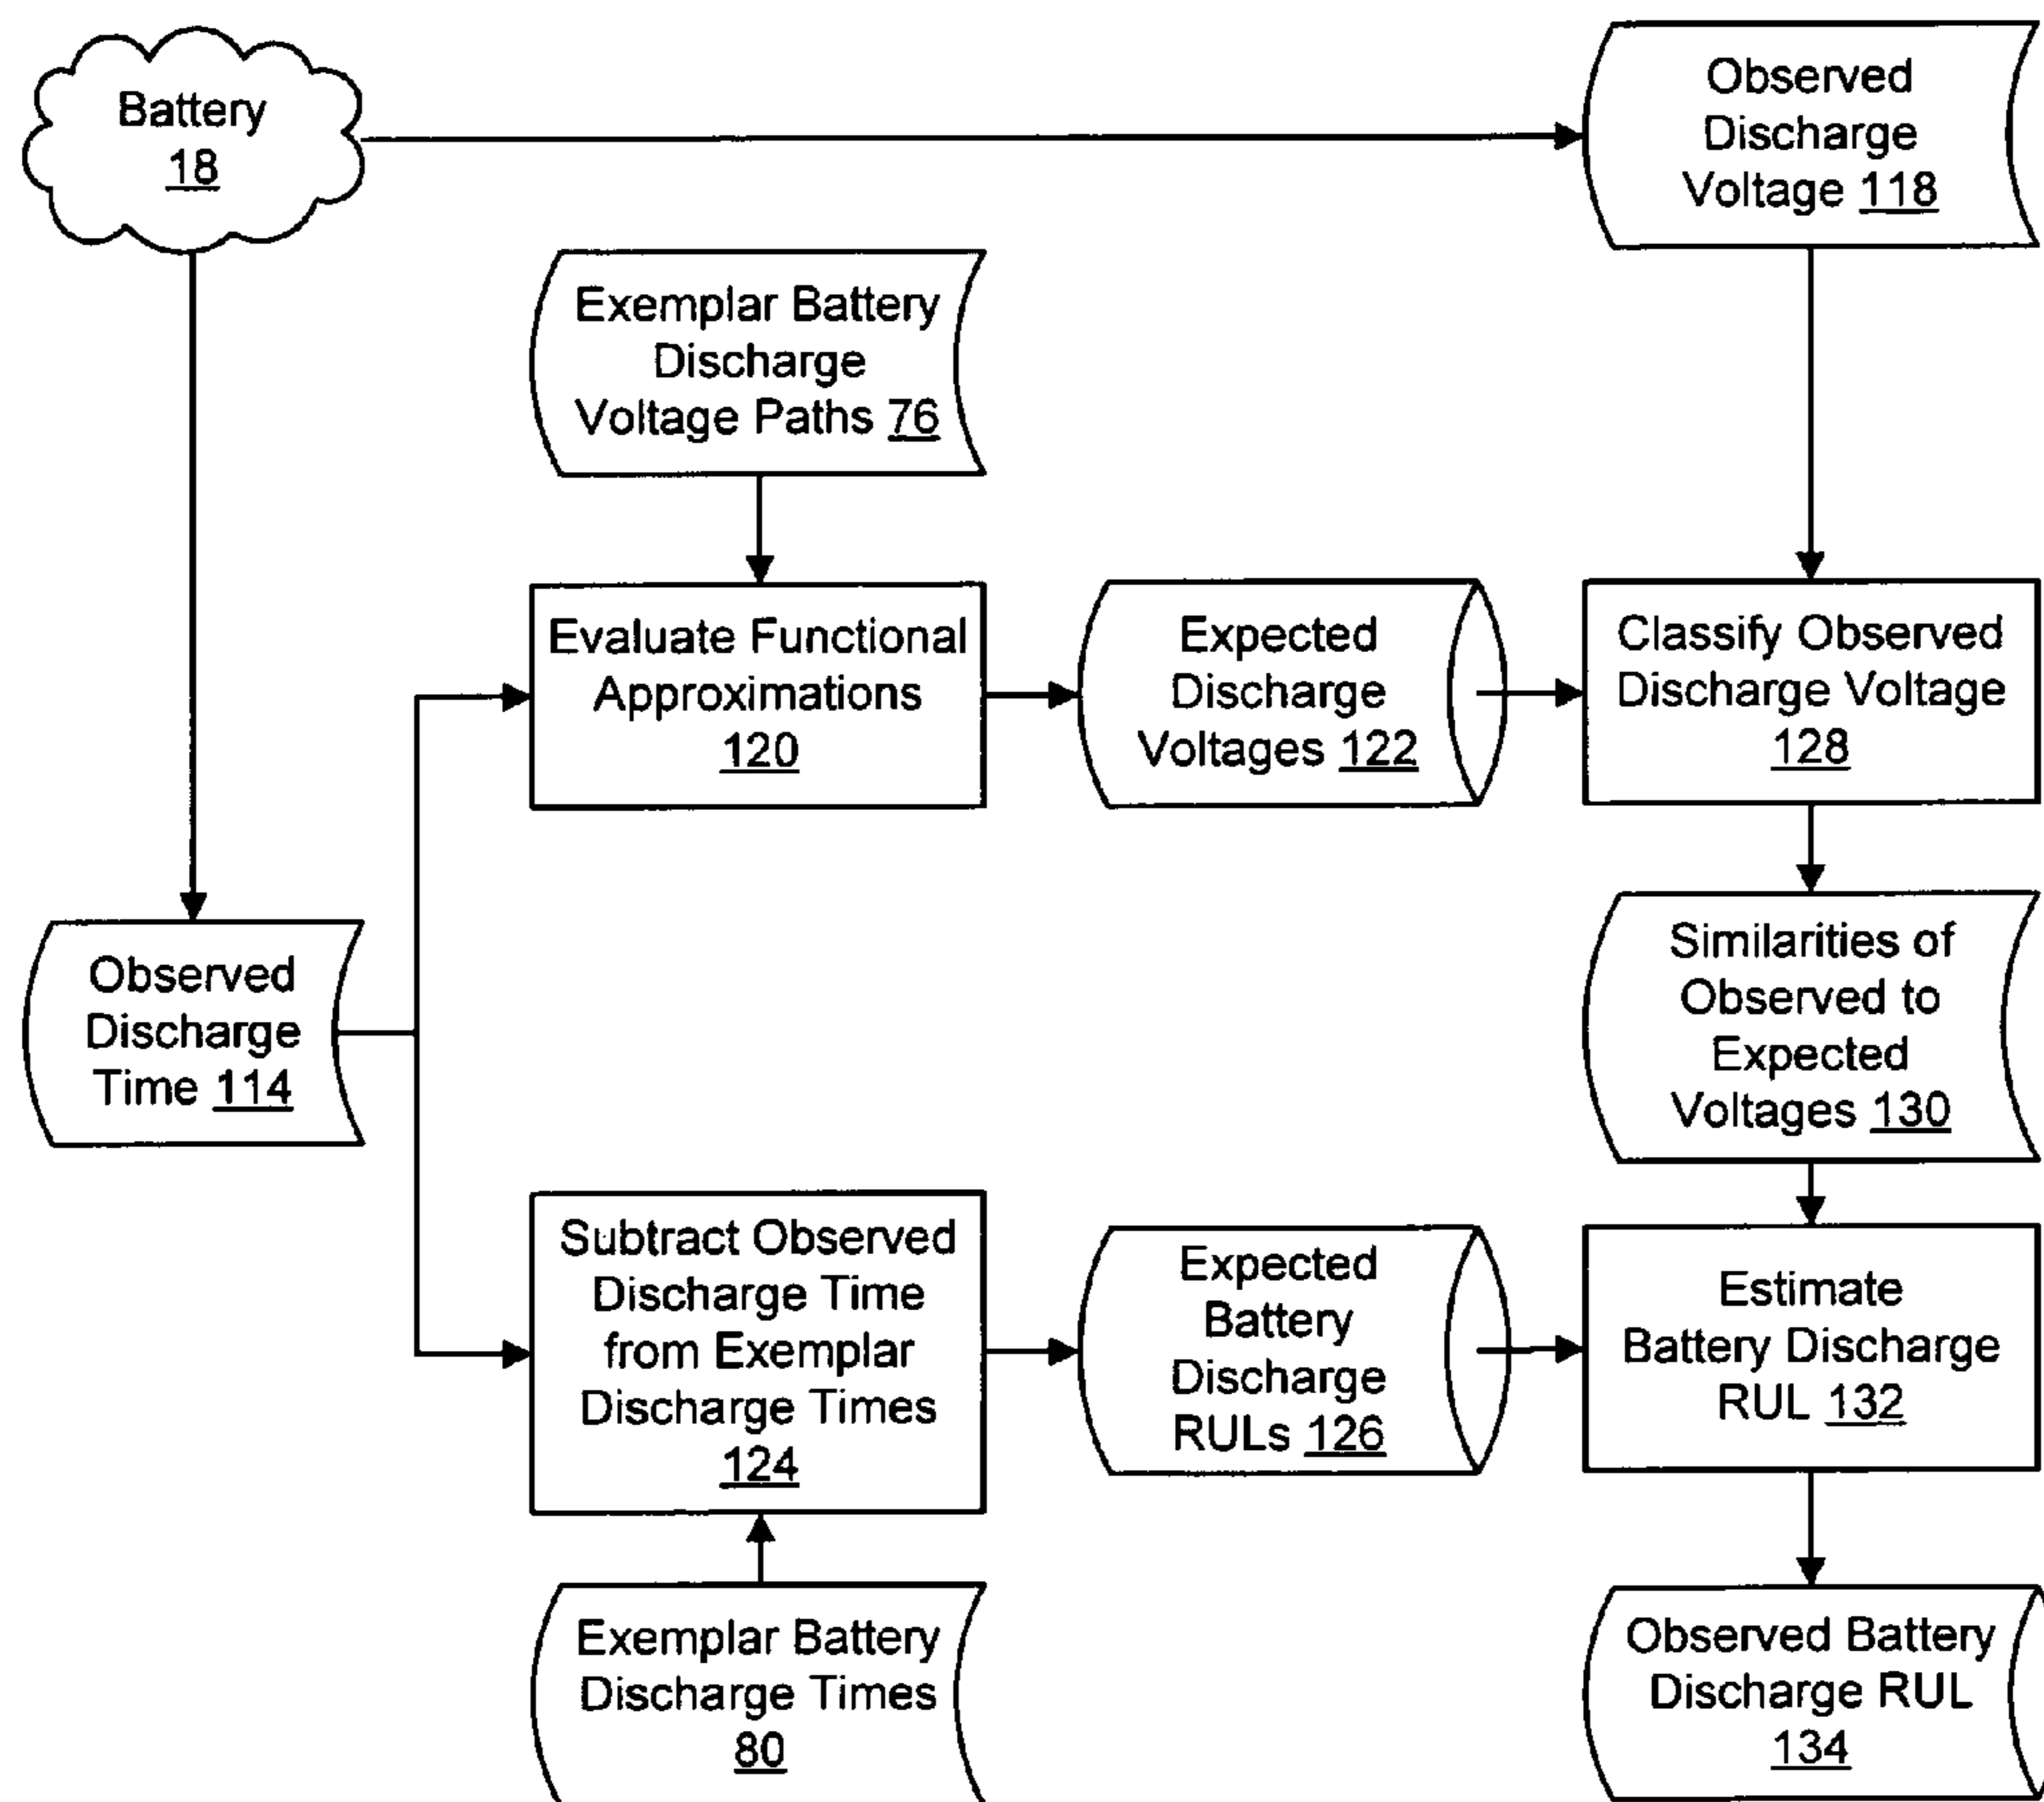 Battery
18
Observed
Discharge
Voltage 118
Exemplar Battery
Discharge
Voltage Paths 76
Evaluate Functional
Approximations
120
Expected
Discharge
Voltages 122
Classify Observed
Discharge Voltage
128
Observed
Discharge
Time 114
Similarities of
Observed to
Expected
Voltages 130
Subtract Observed
Discharge Time
from Exemplar
Discharge Times
124
Expected
Battery
Discharge
RULs 126
Estimate
Battery Discharge
RUL 132
Exemplar Battery
Discharge Times
80
Observed Battery
Discharge RUL
134